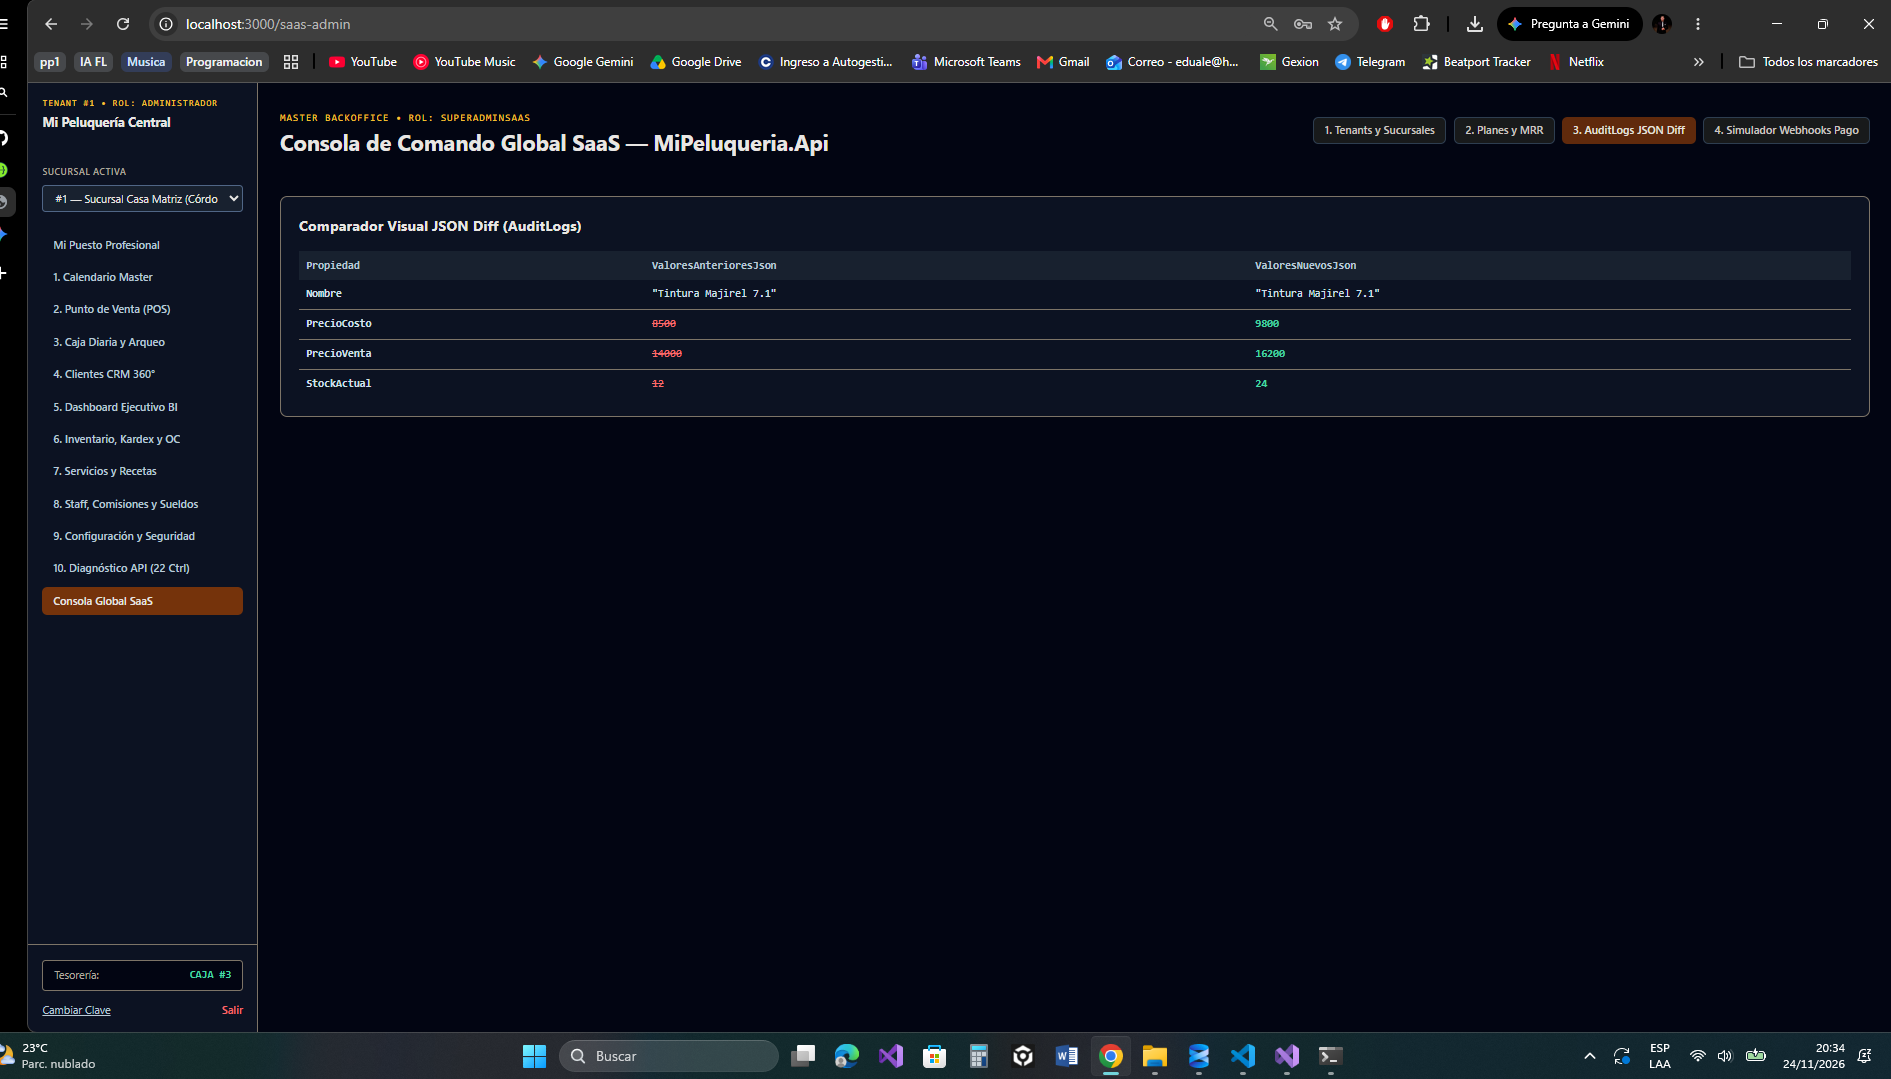 localhost:3000/saas-admin
Pregunta a Gemini
pp1
IA FL
Musica
Programacion
YouTube
YouTube Music
Google Gemini
Google Drive
Ingreso a Autogesti...
Microsoft Teams
Gmail
Correo - eduale@h...
Gexion
Telegram
Beatport Tracker
Netflix
Todos los marcadores
TENANT #1 • ROL: ADMINISTRADOR
Mi Peluquería Central
SUCURSAL ACTIVA
#1 — Sucursal Casa Matriz (Córdo
Mi Puesto Profesional
1. Calendario Master
2. Punto de Venta (POS)
3. Caja Diaria y Arqueo
4. Clientes CRM 360°
5. Dashboard Ejecutivo BI
6. Inventario, Kardex y OC
7. Servicios y Recetas
8. Staff, Comisiones y Sueldos
9. Configuración y Seguridad
10. Diagnóstico API (22 Ctrl)
Consola Global SaaS
Tesorería: CAJA #3
Cambiar Clave Salir
MASTER BACKOFFICE • ROL: SUPERADMINSAAS
Consola de Comando Global SaaS — MiPeluqueria.Api
1. Tenants y Sucursales
2. Planes y MRR
3. AuditLogs JSON Diff
4. Simulador Webhooks Pago
Comparador Visual JSON Diff (AuditLogs)
Propiedad ValoresAnterioresJson ValoresNuevosJson
Nombre "Tintura Majirel 7.1" "Tintura Majirel 7.1"
PrecioCosto 8500 9800
PrecioVenta 14000 16200
StockActual 12 24
23°C
Parc. nublado
Buscar
ESP
LAA
20:34
24/11/2026